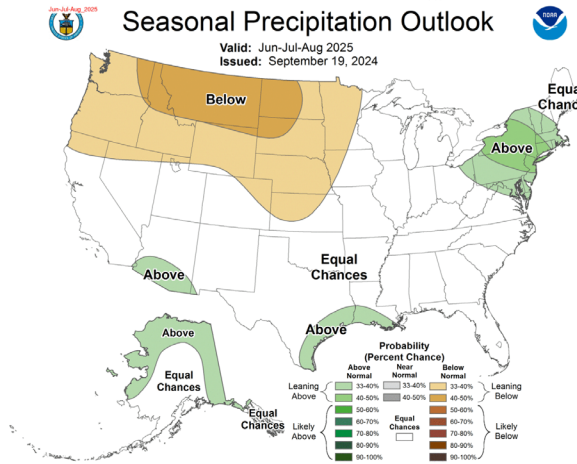 Jun-Jul-Aug, 2025
Seasonal Precipitation Outlook
NOAA
Valid: Jun-Jul-Aug 2025
Issued: September 19, 2024
Below
Equa
Chanc
Above
Above
Equal
Chances
Above
Above
Equal
Chances
Equal
Chances
Probability
(Percent Chance)
Above
Normal
Near
Normal
Below
Normal
Leaning
Above
33-40%
33-40%
33-40%
Leaning
Below
40-50%
40-50%
40-50%
Likely
Above
50-60%
60-70%
70-80%
80-90%
90-100%
Equal
Chances
50-60%
60-70%
70-80%
80-90%
90-100%
Likely
Below